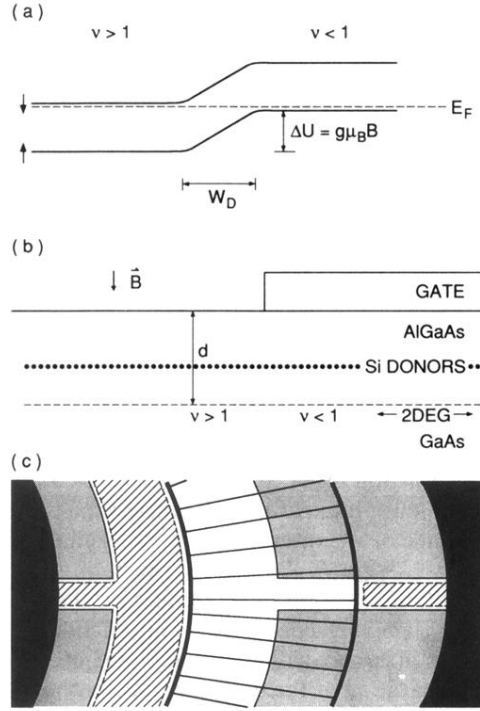 ( a )
ν > 1 ν < 1
E_F
ΔU = gμ_BB
W_D
( b )
B⃗
GATE
AlGaAs
d
Si DONORS
ν > 1 ν < 1 2DEG
GaAs
( c )